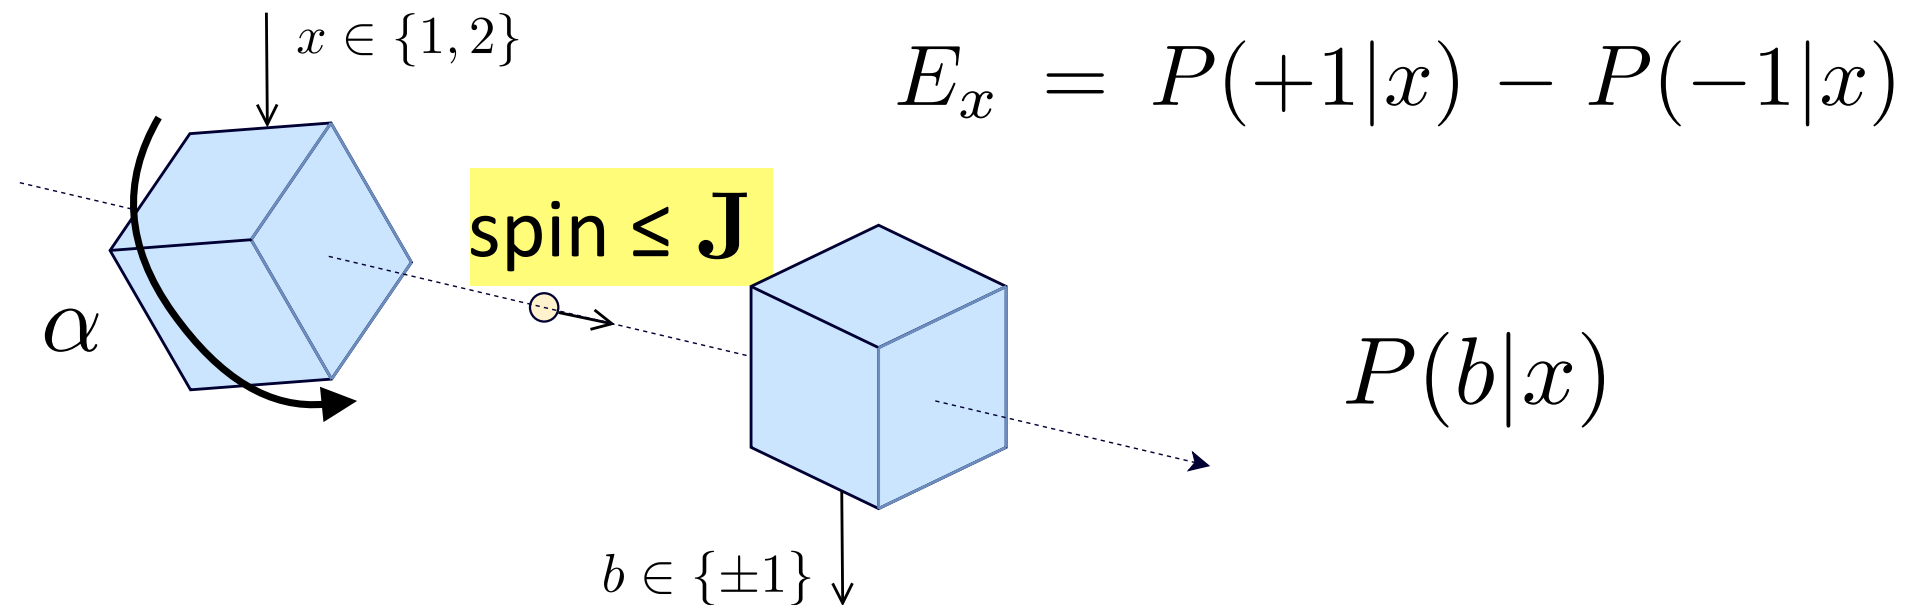 x ∈ {1, 2}
E_x = P(+1|x) − P(−1|x)
spin ≤ J
α
P(b|x)
b ∈ {±1}